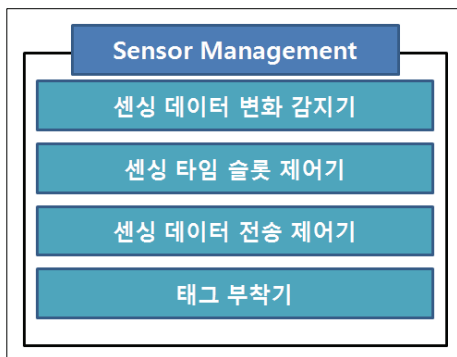 Sensor Management
센싱 데이터 변화 감지기
센싱 타임 슬롯 제어기
센싱 데이터 전송 제어기
태그 부착기